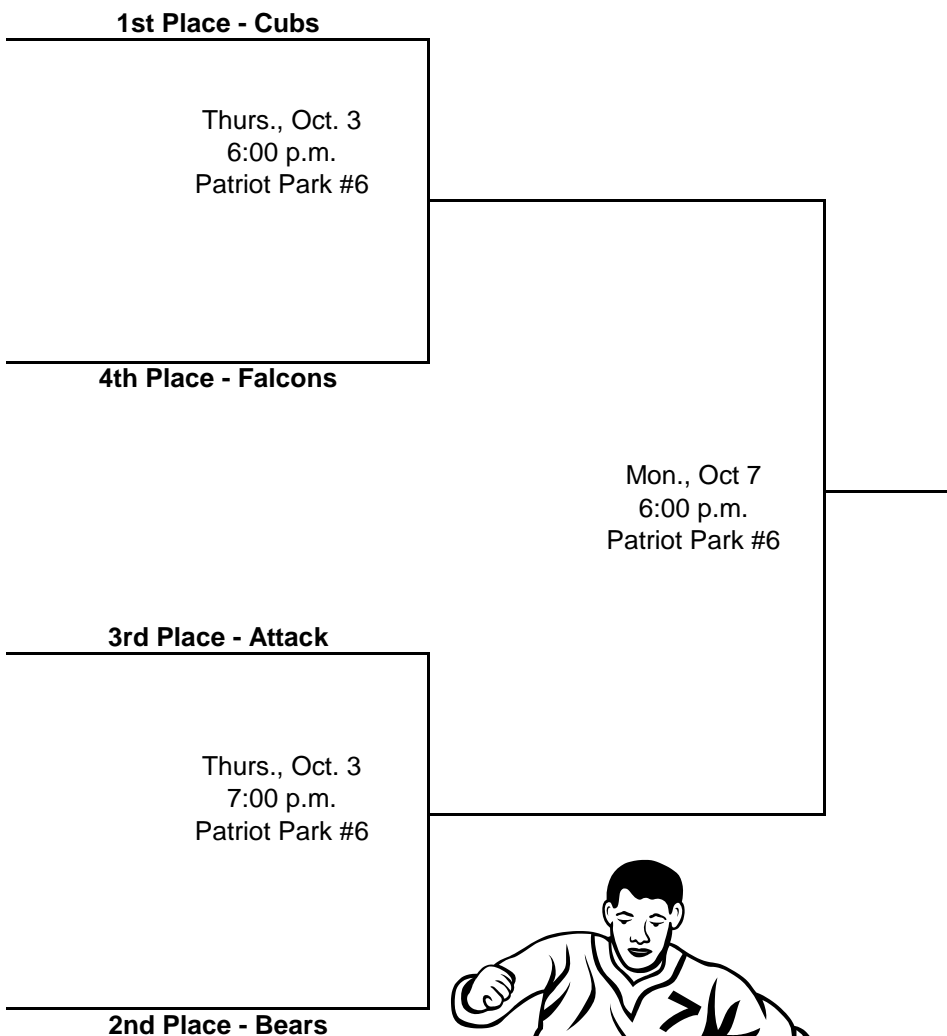 1st Place - Cubs
Thurs., Oct. 3
6:00 p.m.
Patriot Park #6
4th Place - Falcons
Mon., Oct 7
6:00 p.m.
Patriot Park #6
3rd Place - Attack
Thurs., Oct. 3
7:00 p.m.
Patriot Park #6
2nd Place - Bears
7